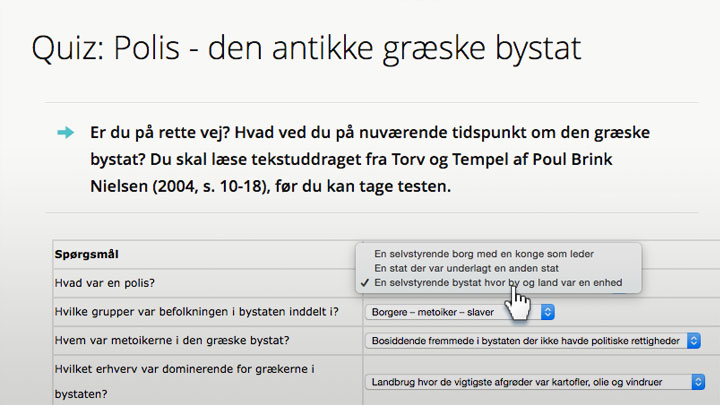 Quiz: Polis - den antikke græske bystat
Er du på rette vej? Hvad ved du på nuværende tidspunkt om den græske
bystat? Du skal læse tekstuddraget fra Torv og Tempel af Poul Brink
Nielsen (2004, s. 10-18), før du kan tage testen.
Spørgsmål
En selvstyrende borg med en konge som leder
En stat der var underlagt en anden stat
Hvad var en polis? ✓ En selvstyrende bystat hvor by og land var en enhed
Hvilke grupper var befolkningen i bystaten inddelt i? Borgere – metoiker – slaver
Hvem var metoikerne i den græske bystat? Bosiddende fremmede i bystaten der ikke havde politiske rettigheder
Hvilket erhverv var dominerende for grækerne i
bystaten? Landbrug hvor de vigtigste afgrøder var kartofler, olie og vindruer